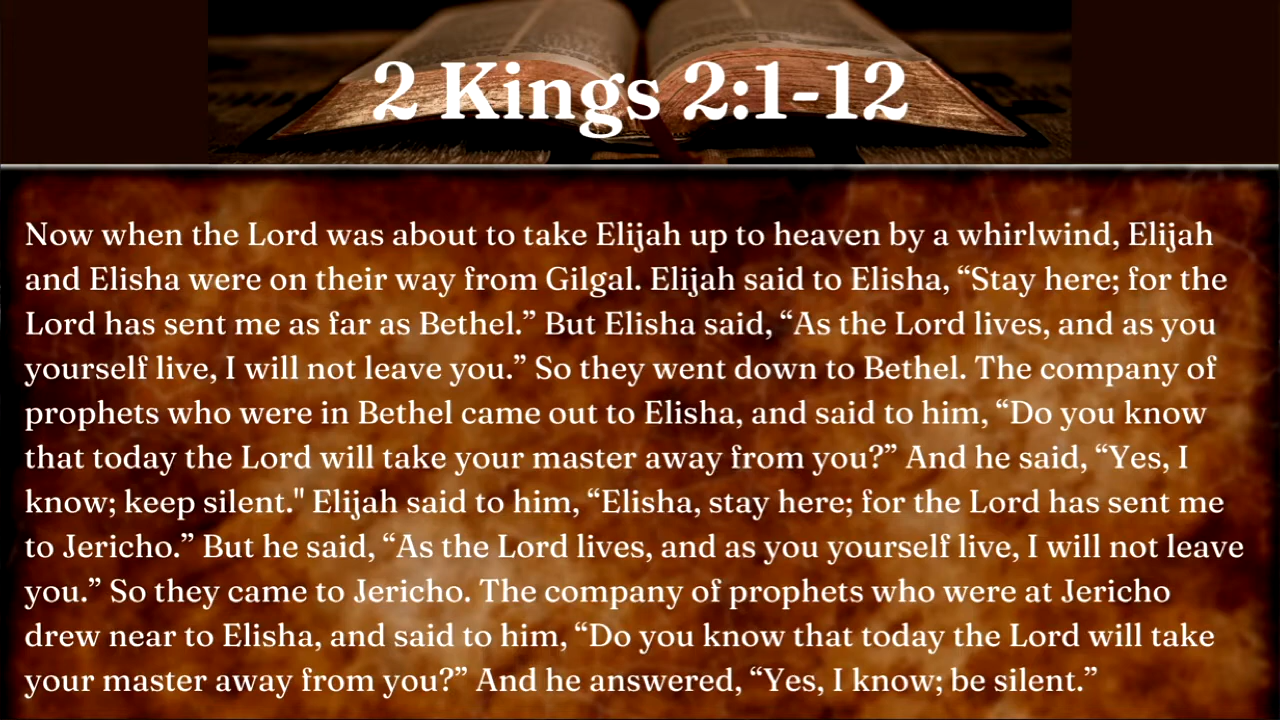 2 Kings 2:1-12
Now when the Lord was about to take Elijah up to heaven by a whirlwind, Elijah
and Elisha were on their way from Gilgal. Elijah said to Elisha, “Stay here; for the
Lord has sent me as far as Bethel.” But Elisha said, “As the Lord lives, and as you
yourself live, I will not leave you.” So they went down to Bethel. The company of
prophets who were in Bethel came out to Elisha, and said to him, “Do you know
that today the Lord will take your master away from you?” And he said, “Yes, I
know; keep silent." Elijah said to him, “Elisha, stay here; for the Lord has sent me
to Jericho.” But he said, “As the Lord lives, and as you yourself live, I will not leave
you.” So they came to Jericho. The company of prophets who were at Jericho
drew near to Elisha, and said to him, “Do you know that today the Lord will take
your master away from you?” And he answered, “Yes, I know; be silent.”